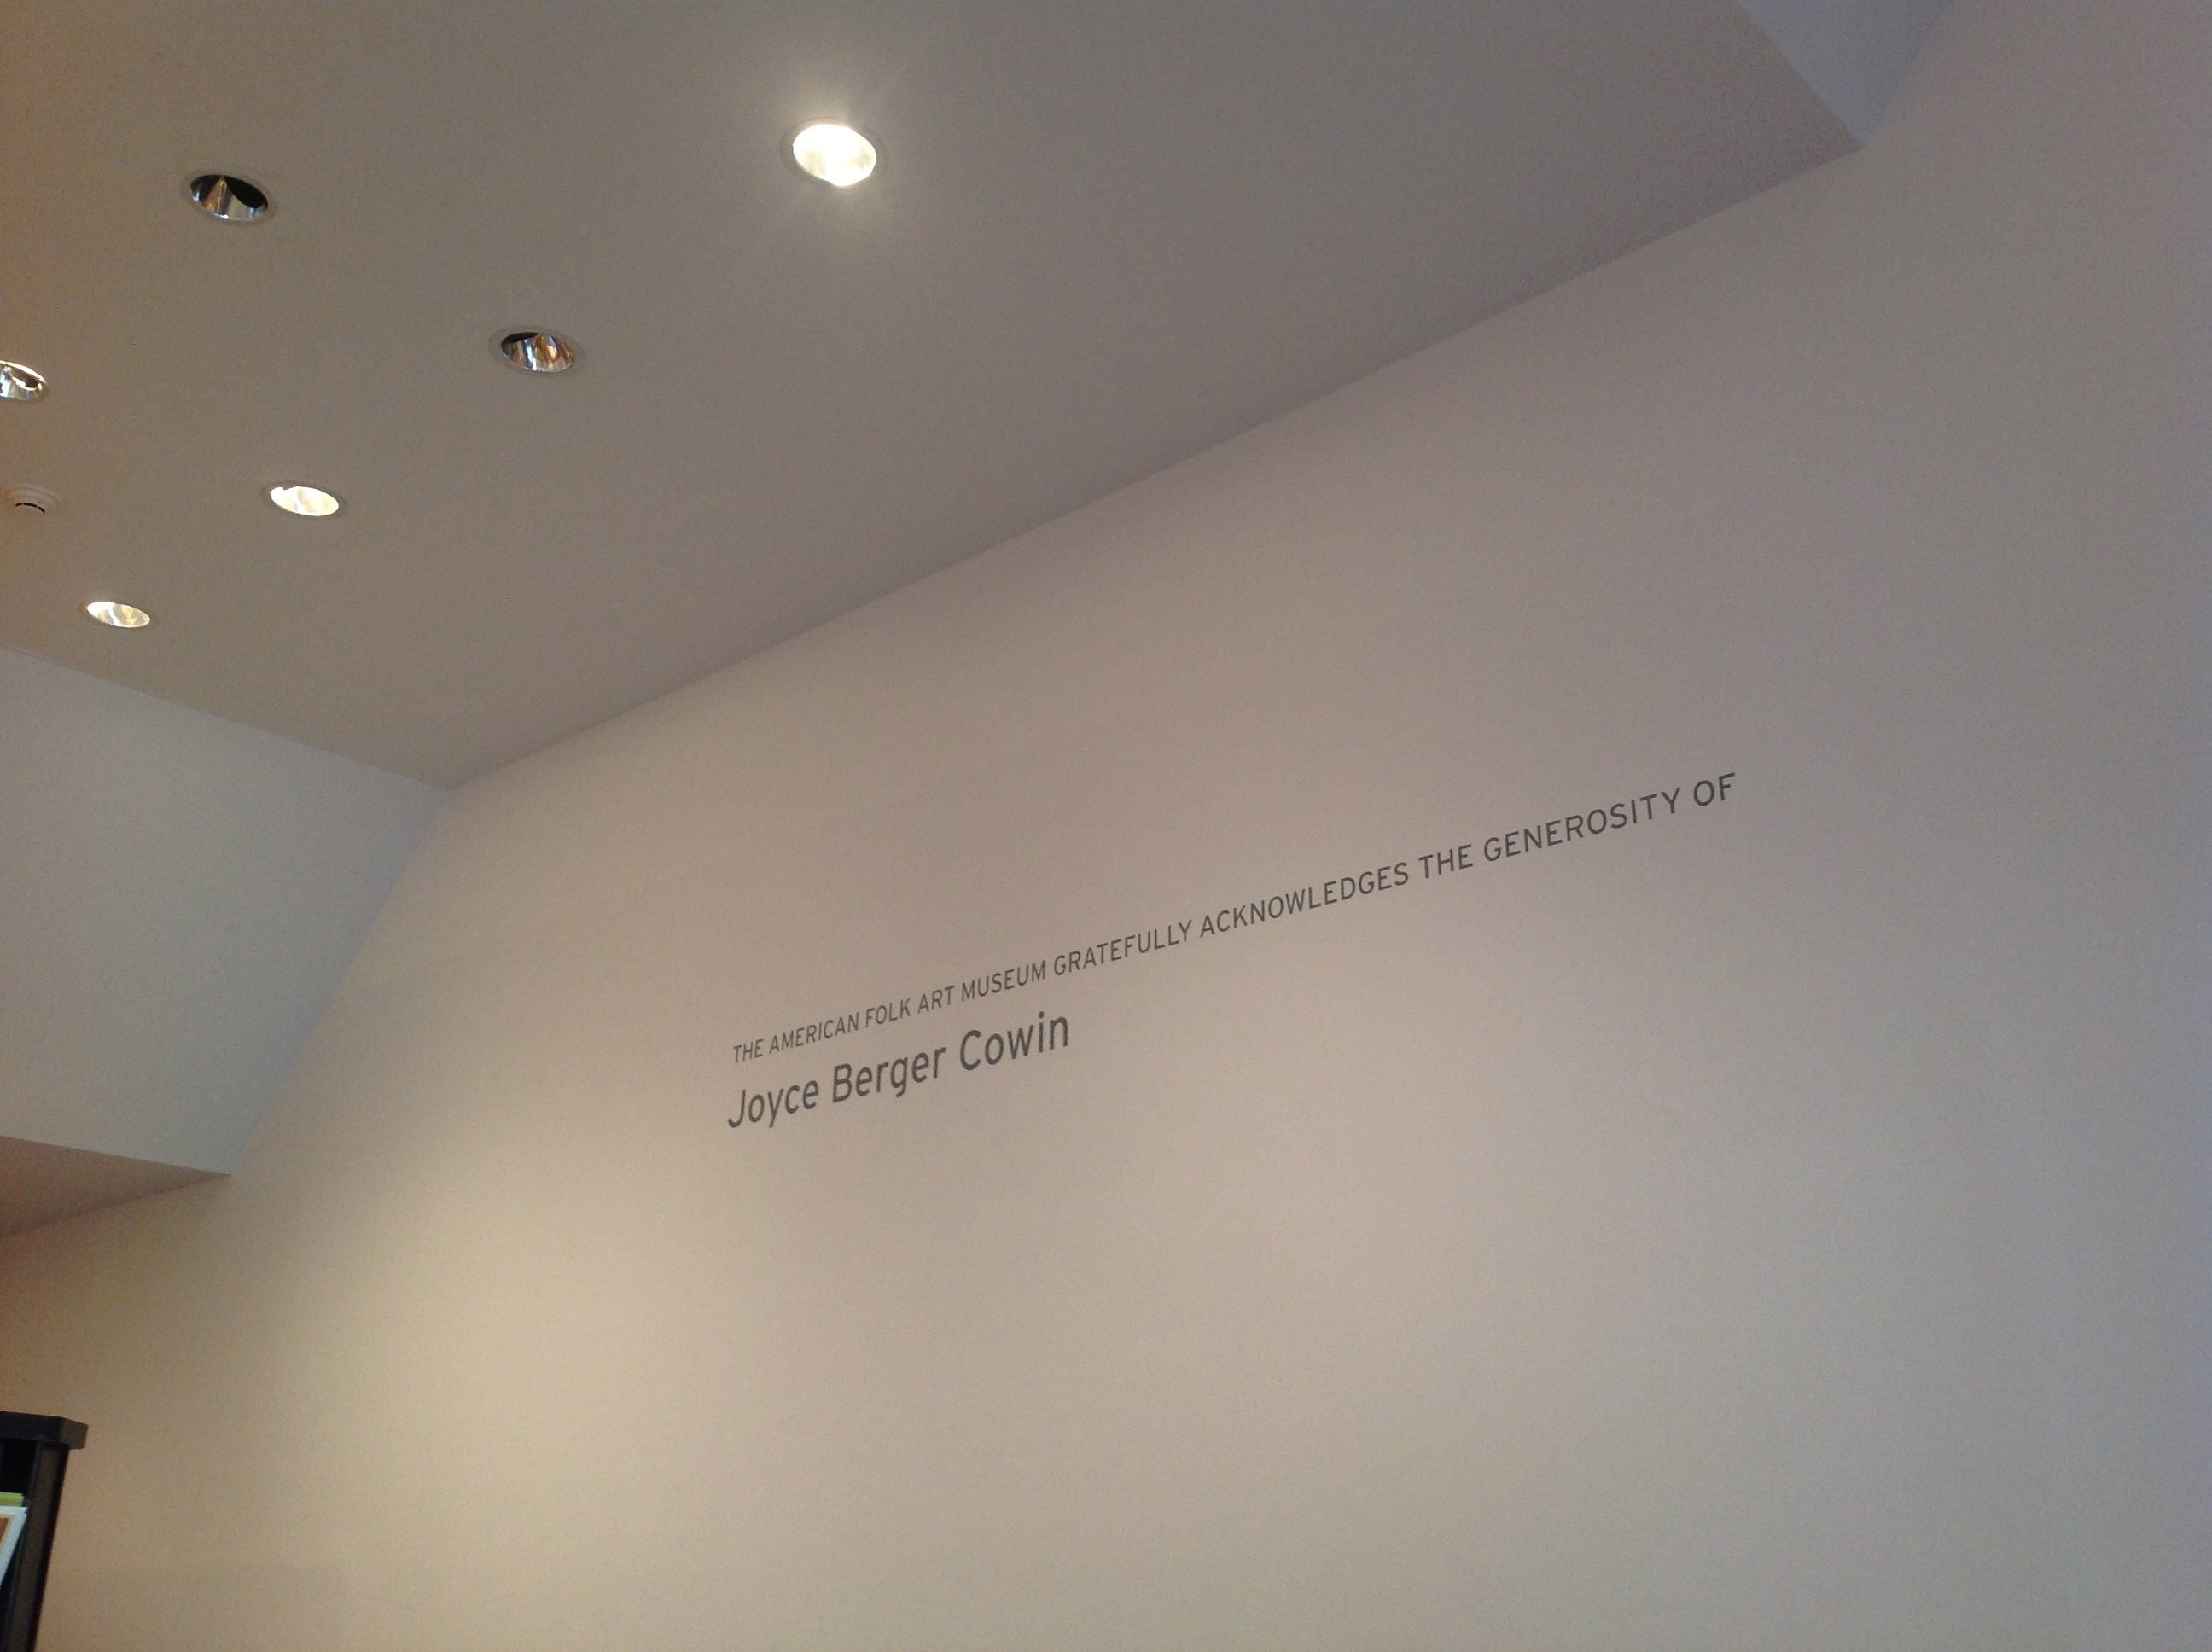 THE AMERICAN FOLK ART MUSEUM GRATEFULLY ACKNOWLEDGES THE GENEROSITY OF
Joyce Berger Cowin